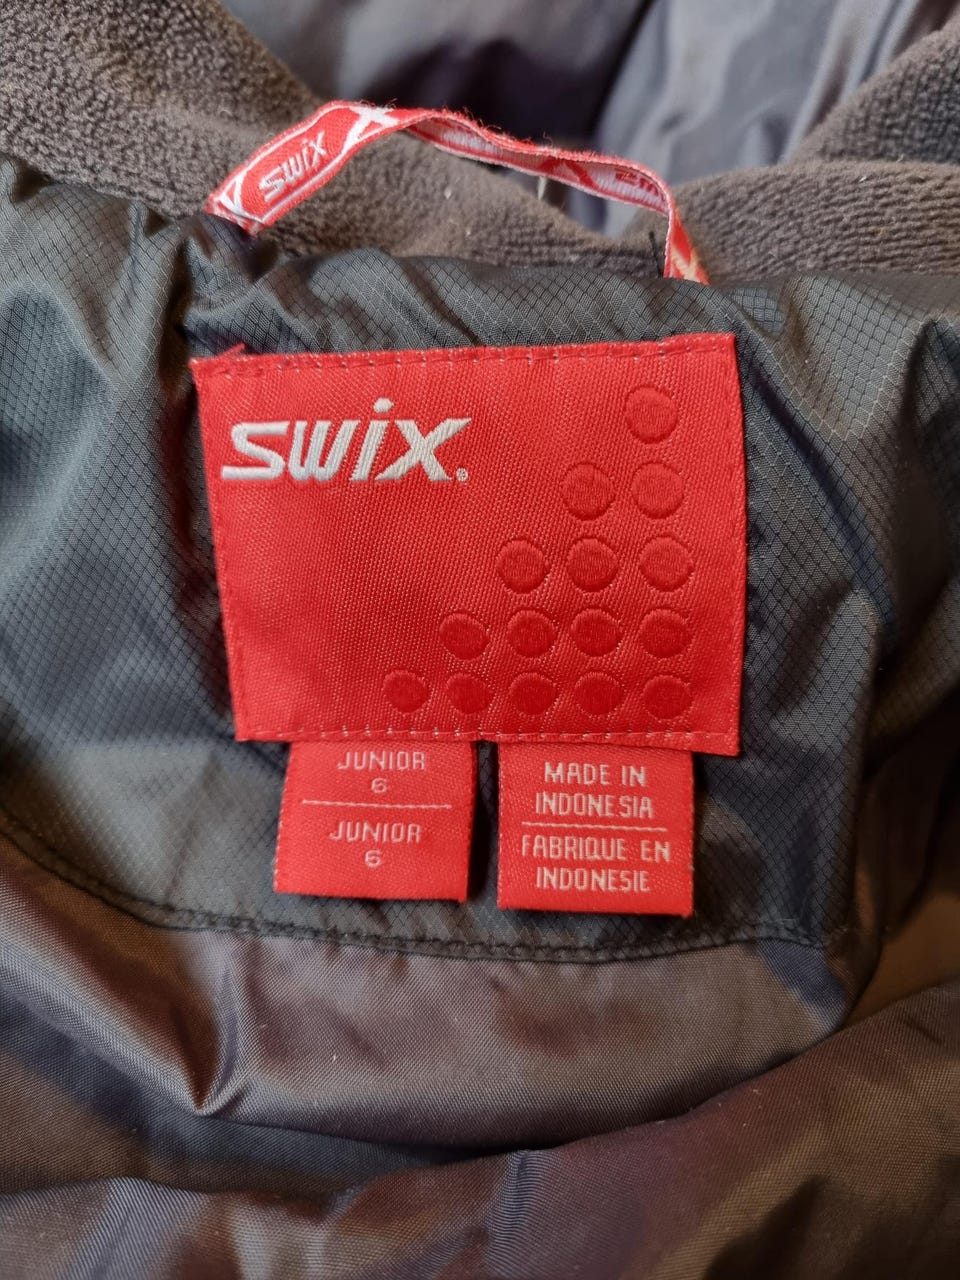 swix
swix
swix.
JUNIOR
6
JUNIOR
6
MADE IN
INDONESIA
FABRIQUE EN
INDONESIE